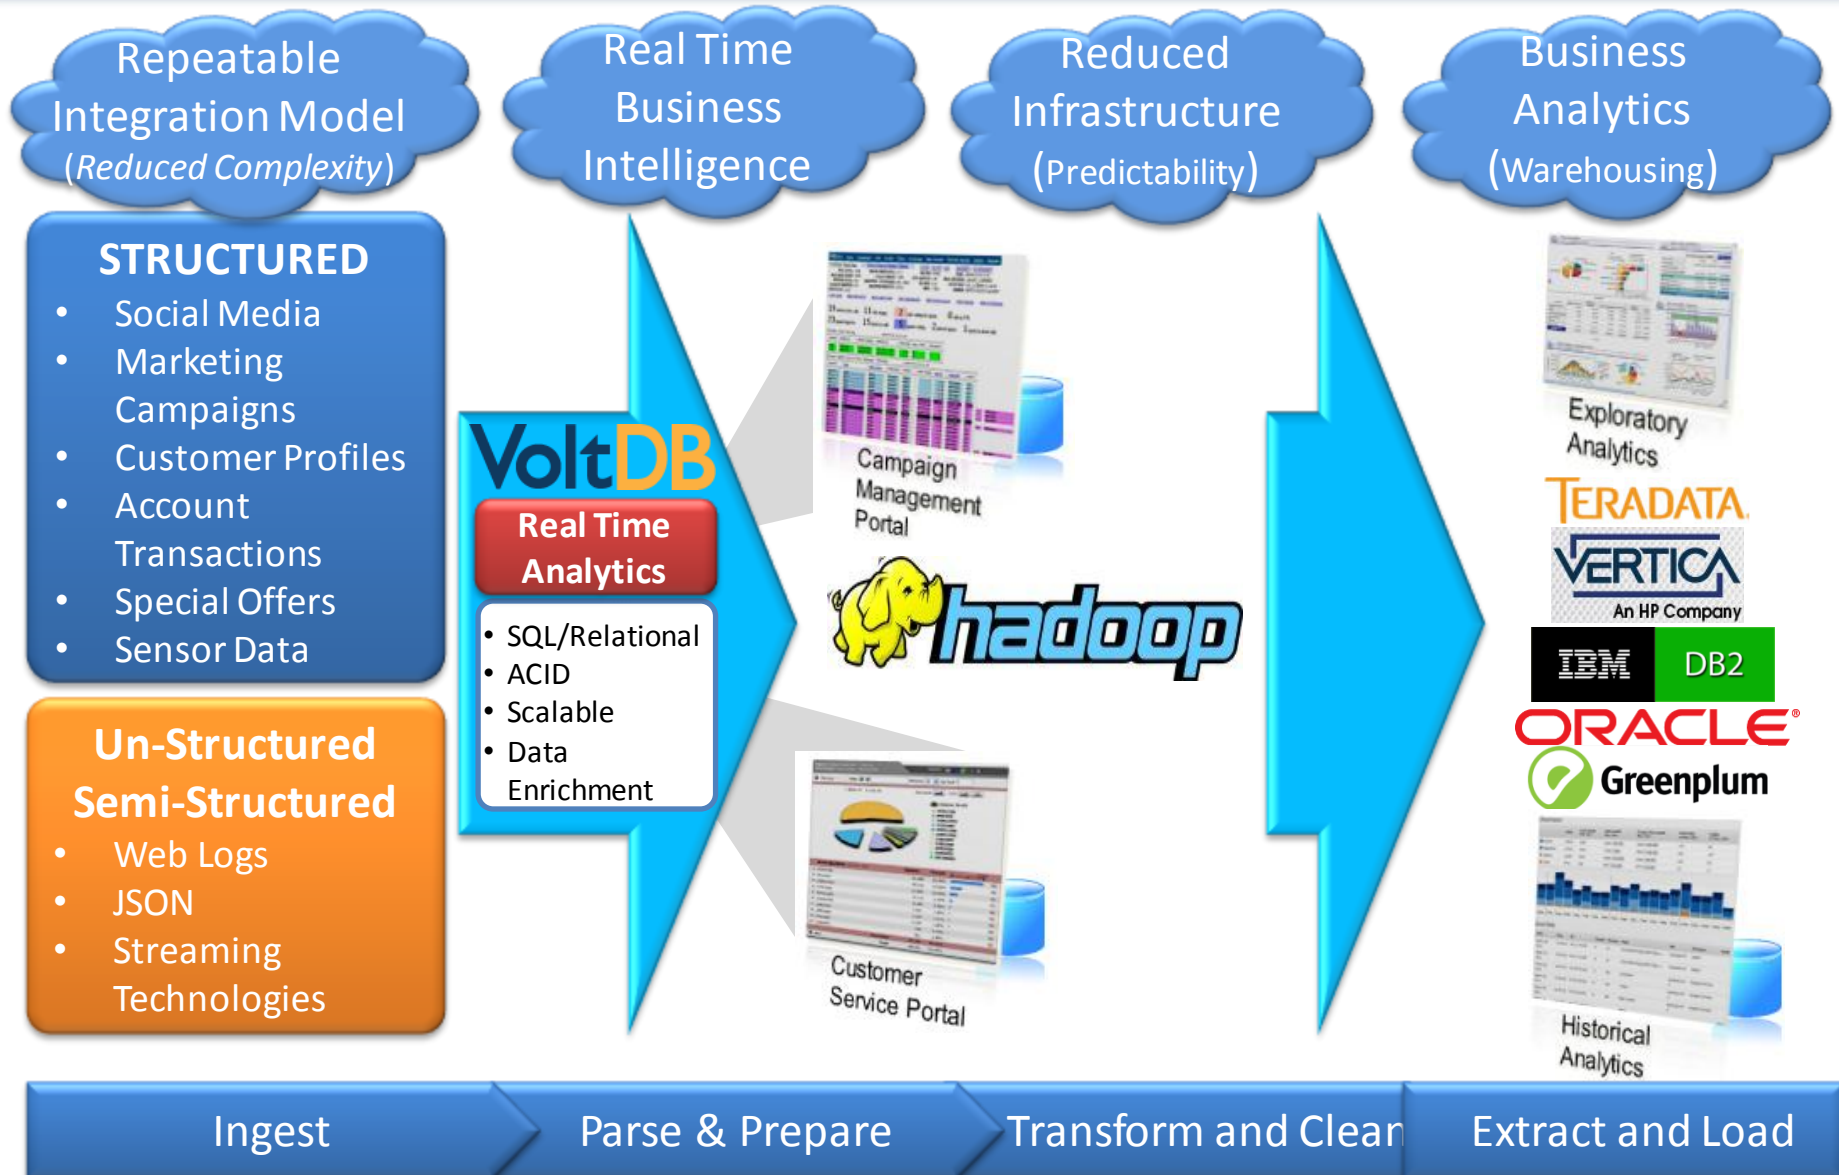 Repeatable
Integration Model
(Reduced Complexity)
Real Time
Business
Intelligence
Reduced
Infrastructure
(Predictability)
Business
Analytics
(Warehousing)
STRUCTURED
• Social Media
• Marketing
Campaigns
• Customer Profiles
• Account
Transactions
• Special Offers
• Sensor Data
Un-Structured
Semi-Structured
• Web Logs
• JSON
• Streaming
Technologies
VoltDB
Real Time
Analytics
• SQL/Relational
• ACID
• Scalable
• Data
Enrichment
Campaign
Management
Portal
hadoop
Customer
Service Portal
Exploratory
Analytics
TERADATA
VERTICA
An HP Company
IBM DB2
ORACLE®
Greenplum
Historical
Analytics
Ingest
Parse & Prepare
Transform and Clean
Extract and Load